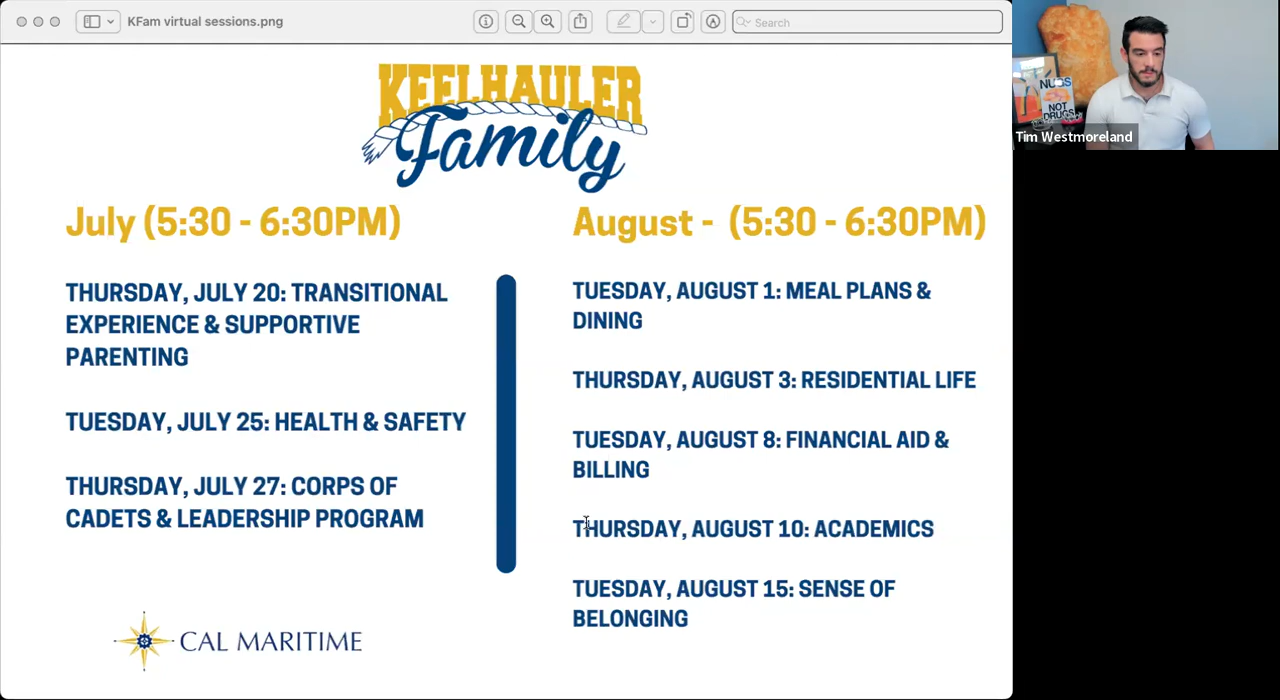 KFam virtual sessions.png
Search
KEELHAULER
Family
July (5:30 - 6:30PM)
THURSDAY, JULY 20: TRANSITIONAL
EXPERIENCE & SUPPORTIVE
PARENTING
TUESDAY, JULY 25: HEALTH & SAFETY
THURSDAY, JULY 27: CORPS OF
CADETS & LEADERSHIP PROGRAM
CAL MARITIME
August - (5:30 - 6:30PM)
TUESDAY, AUGUST 1: MEAL PLANS &
DINING
THURSDAY, AUGUST 3: RESIDENTIAL LIFE
TUESDAY, AUGUST 8: FINANCIAL AID &
BILLING
THURSDAY, AUGUST 10: ACADEMICS
TUESDAY, AUGUST 15: SENSE OF
BELONGING
NUGS
NOT
DRUGS
Tim Westmoreland